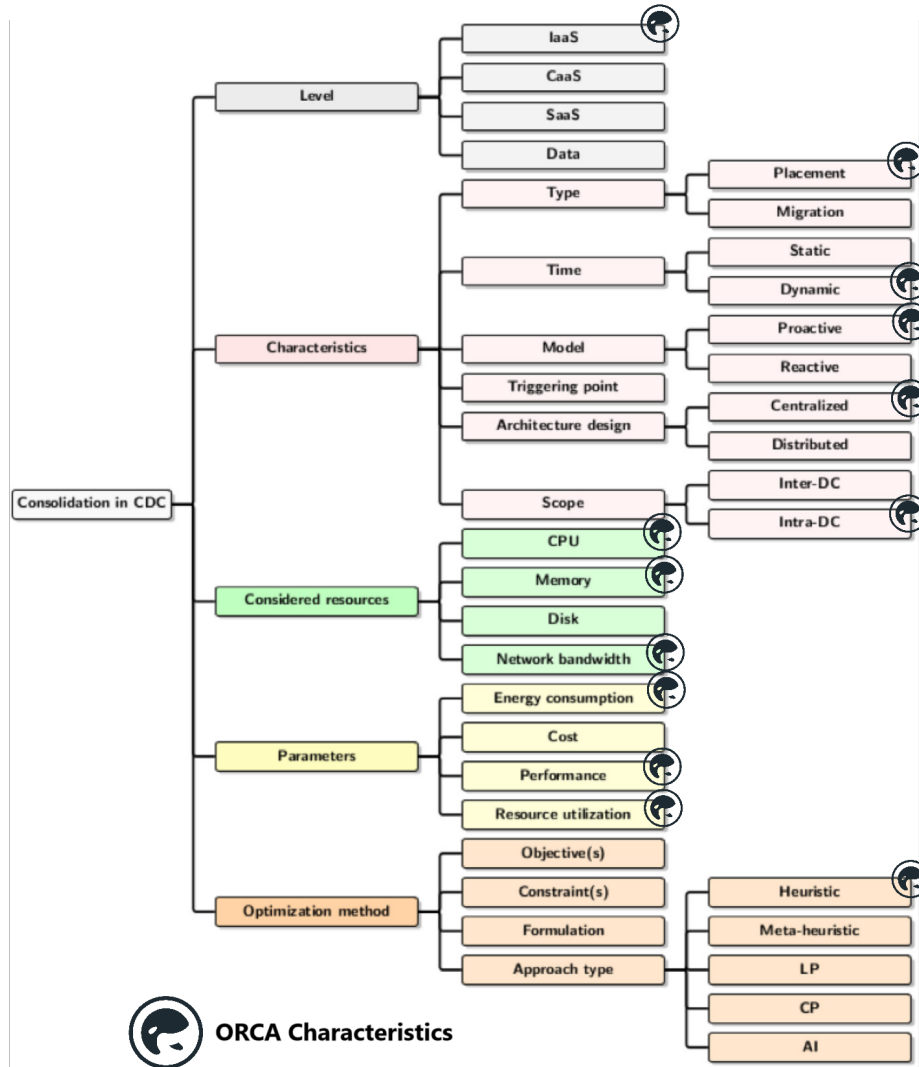 IaaS
CaaS
Level
SaaS
Data
Placement
Type
Migration
Static
Time
Dynamic
Proactive
Characteristics
Model
Reactive
Triggering point
Centralized
Architecture design
Distributed
Inter-DC
Consolidation in CDC
Scope
Intra-DC
CPU
Memory
Considered resources
Disk
Network bandwidth
Energy consumption
Cost
Parameters
Performance
Resource utilization
Objective(s)
Heuristic
Constraint(s)
Optimization method
Formulation
Meta-heuristic
Approach type
LP
CP
ORCA Characteristics
AI